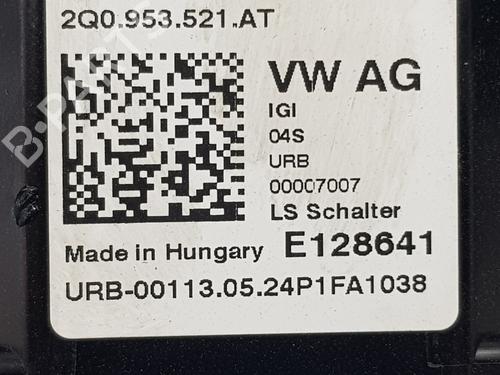 2Q0.953.521.AT
VW AG
IGI
04S
URB
00007007
LS Schalter
Made in Hungary E128641
URB-00113.05.24P1FA1038
B-PARTS